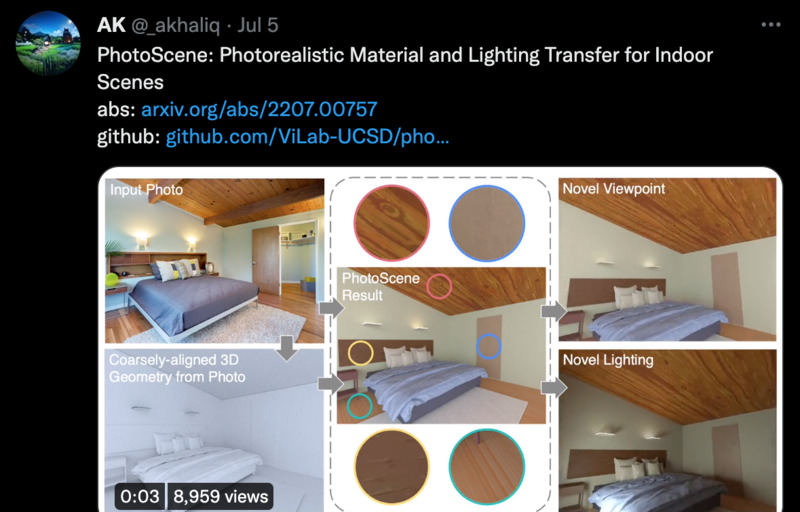 AK @_akhaliq · Jul 5
PhotoScene: Photorealistic Material and Lighting Transfer for Indoor
Scenes
abs: arxiv.org/abs/2207.00757
github: github.com/ViLab-UCSD/pho...
Input Photo
Coarsely-aligned 3D
Geometry from Photo
0:03
8,959 views
PhotoScene
Result
Novel Viewpoint
Novel Lighting